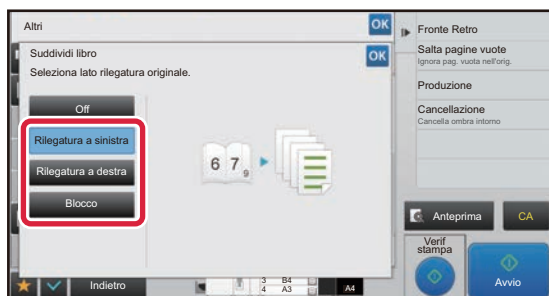 Altri
OK
Suddividi libro
OK
Seleziona lato rilegatura originale.
Off
Rilegatura a sinistra
Rilegatura a destra
Blocco
6 7 9
Indietro
3 B4
4 A3
A4
Fronte Retro
Salta pagine vuote
Ignora pag. vuota nell'orig.
Produzione
Cancellazione
Cancella ombra intorno
Anteprima
CA
Verif
stampa
Avvio